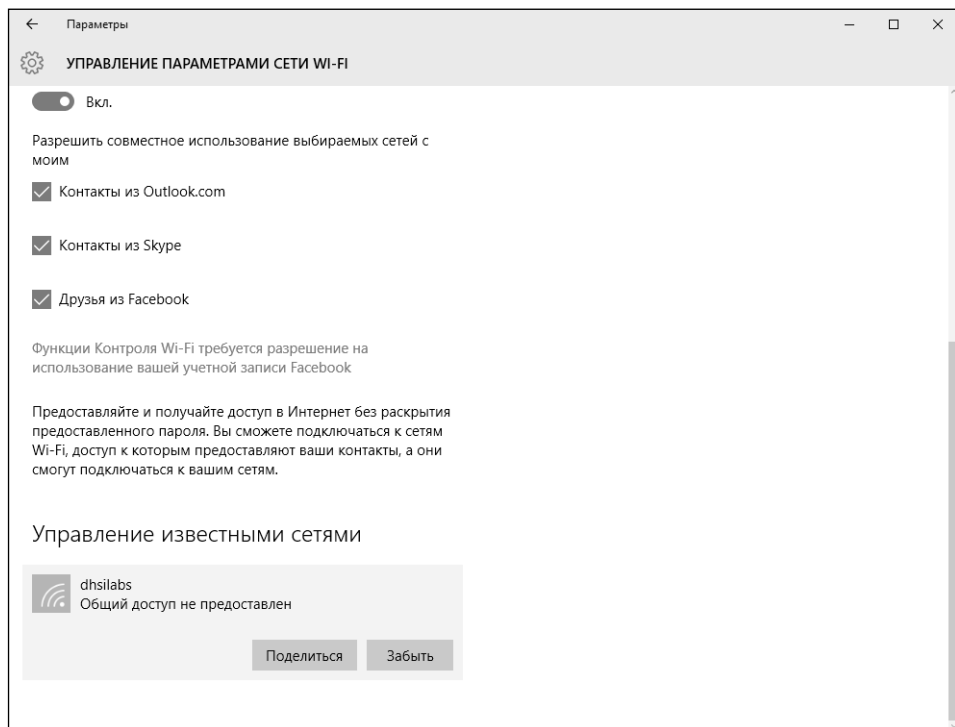 Параметры
УПРАВЛЕНИЕ ПАРАМЕТРАМИ СЕТИ WI-FI
Вкл.
Разрешить совместное использование выбираемых сетей с
моим
Контакты из Outlook.com
Контакты из Skype
Друзья из Facebook
Функции Контроля Wi-Fi требуется разрешение на
использование вашей учетной записи Facebook
Предоставляйте и получайте доступ в Интернет без раскрытия
предоставленного пароля. Вы сможете подключаться к сетям
Wi-Fi, доступ к которым предоставляют ваши контакты, а они
смогут подключаться к вашим сетям.
Управление известными сетями
dhsilabs
Общий доступ не предоставлен
Поделиться Забыть